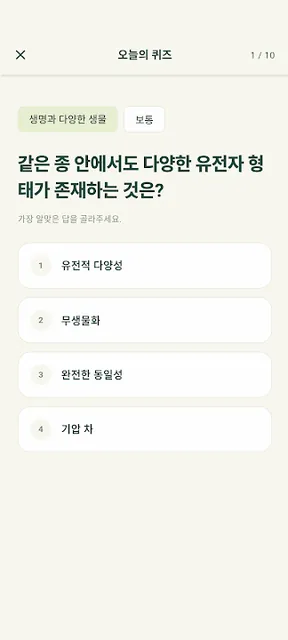 오늘의 퀴즈
1 / 10
생명과 다양한 생물
보통
같은 종 안에서도 다양한 유전자 형
태가 존재하는 것은?
가장 알맞은 답을 골라주세요.
1 유전적 다양성
2 무생물화
3 완전한 동일성
4 기압 차